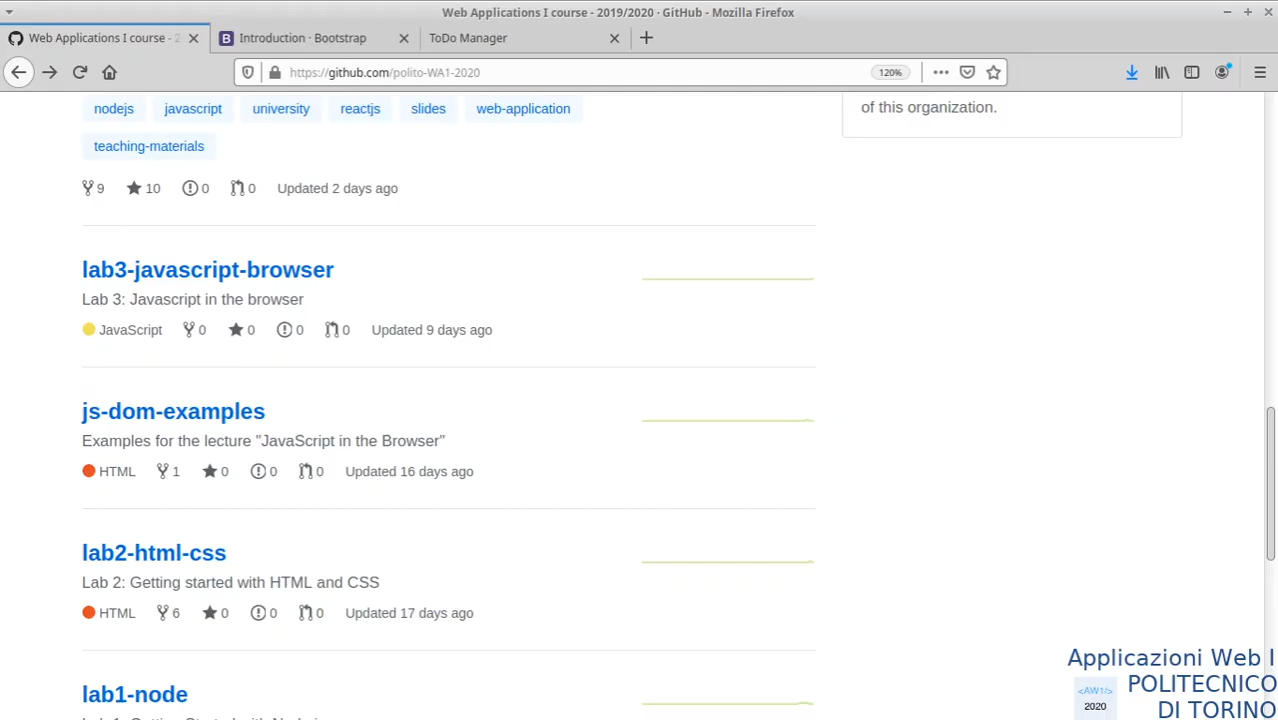 Web Applications I course - 2019/2020 · GitHub - Mozilla Firefox
Web Applications I course - 2
Introduction · Bootstrap
ToDo Manager
https://github.com/polito-WA1-2020
120%
nodejs javascript university reactjs slides web-application
teaching-materials
of this organization.
9 10 0 0 Updated 2 days ago
lab3-javascript-browser
Lab 3: Javascript in the browser
JavaScript 0 0 0 0 Updated 9 days ago
js-dom-examples
Examples for the lecture "JavaScript in the Browser"
HTML 1 0 0 0 Updated 16 days ago
lab2-html-css
Lab 2: Getting started with HTML and CSS
HTML 6 0 0 0 Updated 17 days ago
lab1-node
Applicazioni Web I
POLITECNICO
DI TORINO
<AW1/>
2020